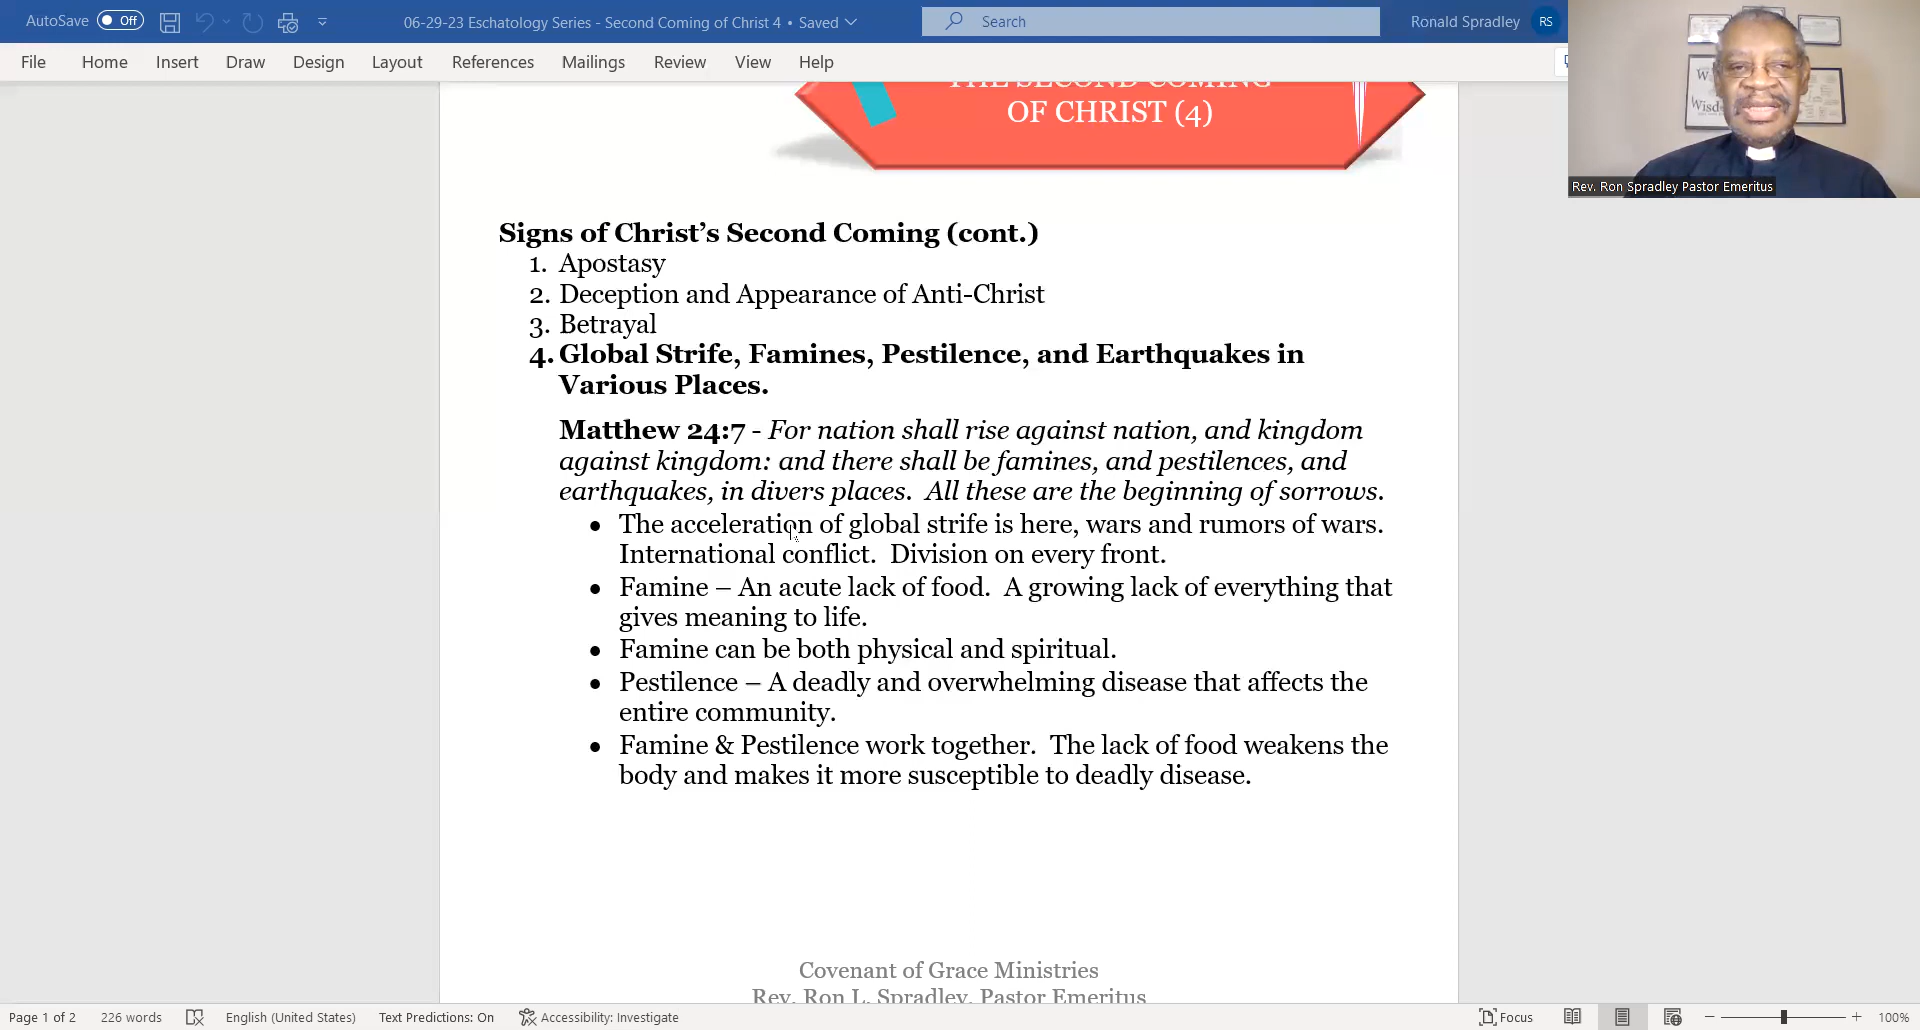 AutoSave Off
06-29-23 Eschatology Series - Second Coming of Christ 4 • Saved
Search
Ronald Spradley RS
File Home Insert Draw Design Layout References Mailings Review View Help
Rev. Ron Spradley Pastor Emeritus
THE SECOND COMING
OF CHRIST (4)
Signs of Christ’s Second Coming (cont.)
1. Apostasy
2. Deception and Appearance of Anti-Christ
3. Betrayal
4. Global Strife, Famines, Pestilence, and Earthquakes in
Various Places.
Matthew 24:7 - For nation shall rise against nation, and kingdom
against kingdom: and there shall be famines, and pestilences, and
earthquakes, in divers places. All these are the beginning of sorrows.
• The acceleration of global strife is here, wars and rumors of wars.
International conflict. Division on every front.
• Famine – An acute lack of food. A growing lack of everything that
gives meaning to life.
• Famine can be both physical and spiritual.
• Pestilence – A deadly and overwhelming disease that affects the
entire community.
• Famine & Pestilence work together. The lack of food weakens the
body and makes it more susceptible to deadly disease.
Covenant of Grace Ministries
Rev. Ron L. Spradley, Pastor Emeritus
Page 1 of 2 226 words English (United States) Text Predictions: On Accessibility: Investigate Focus 100%